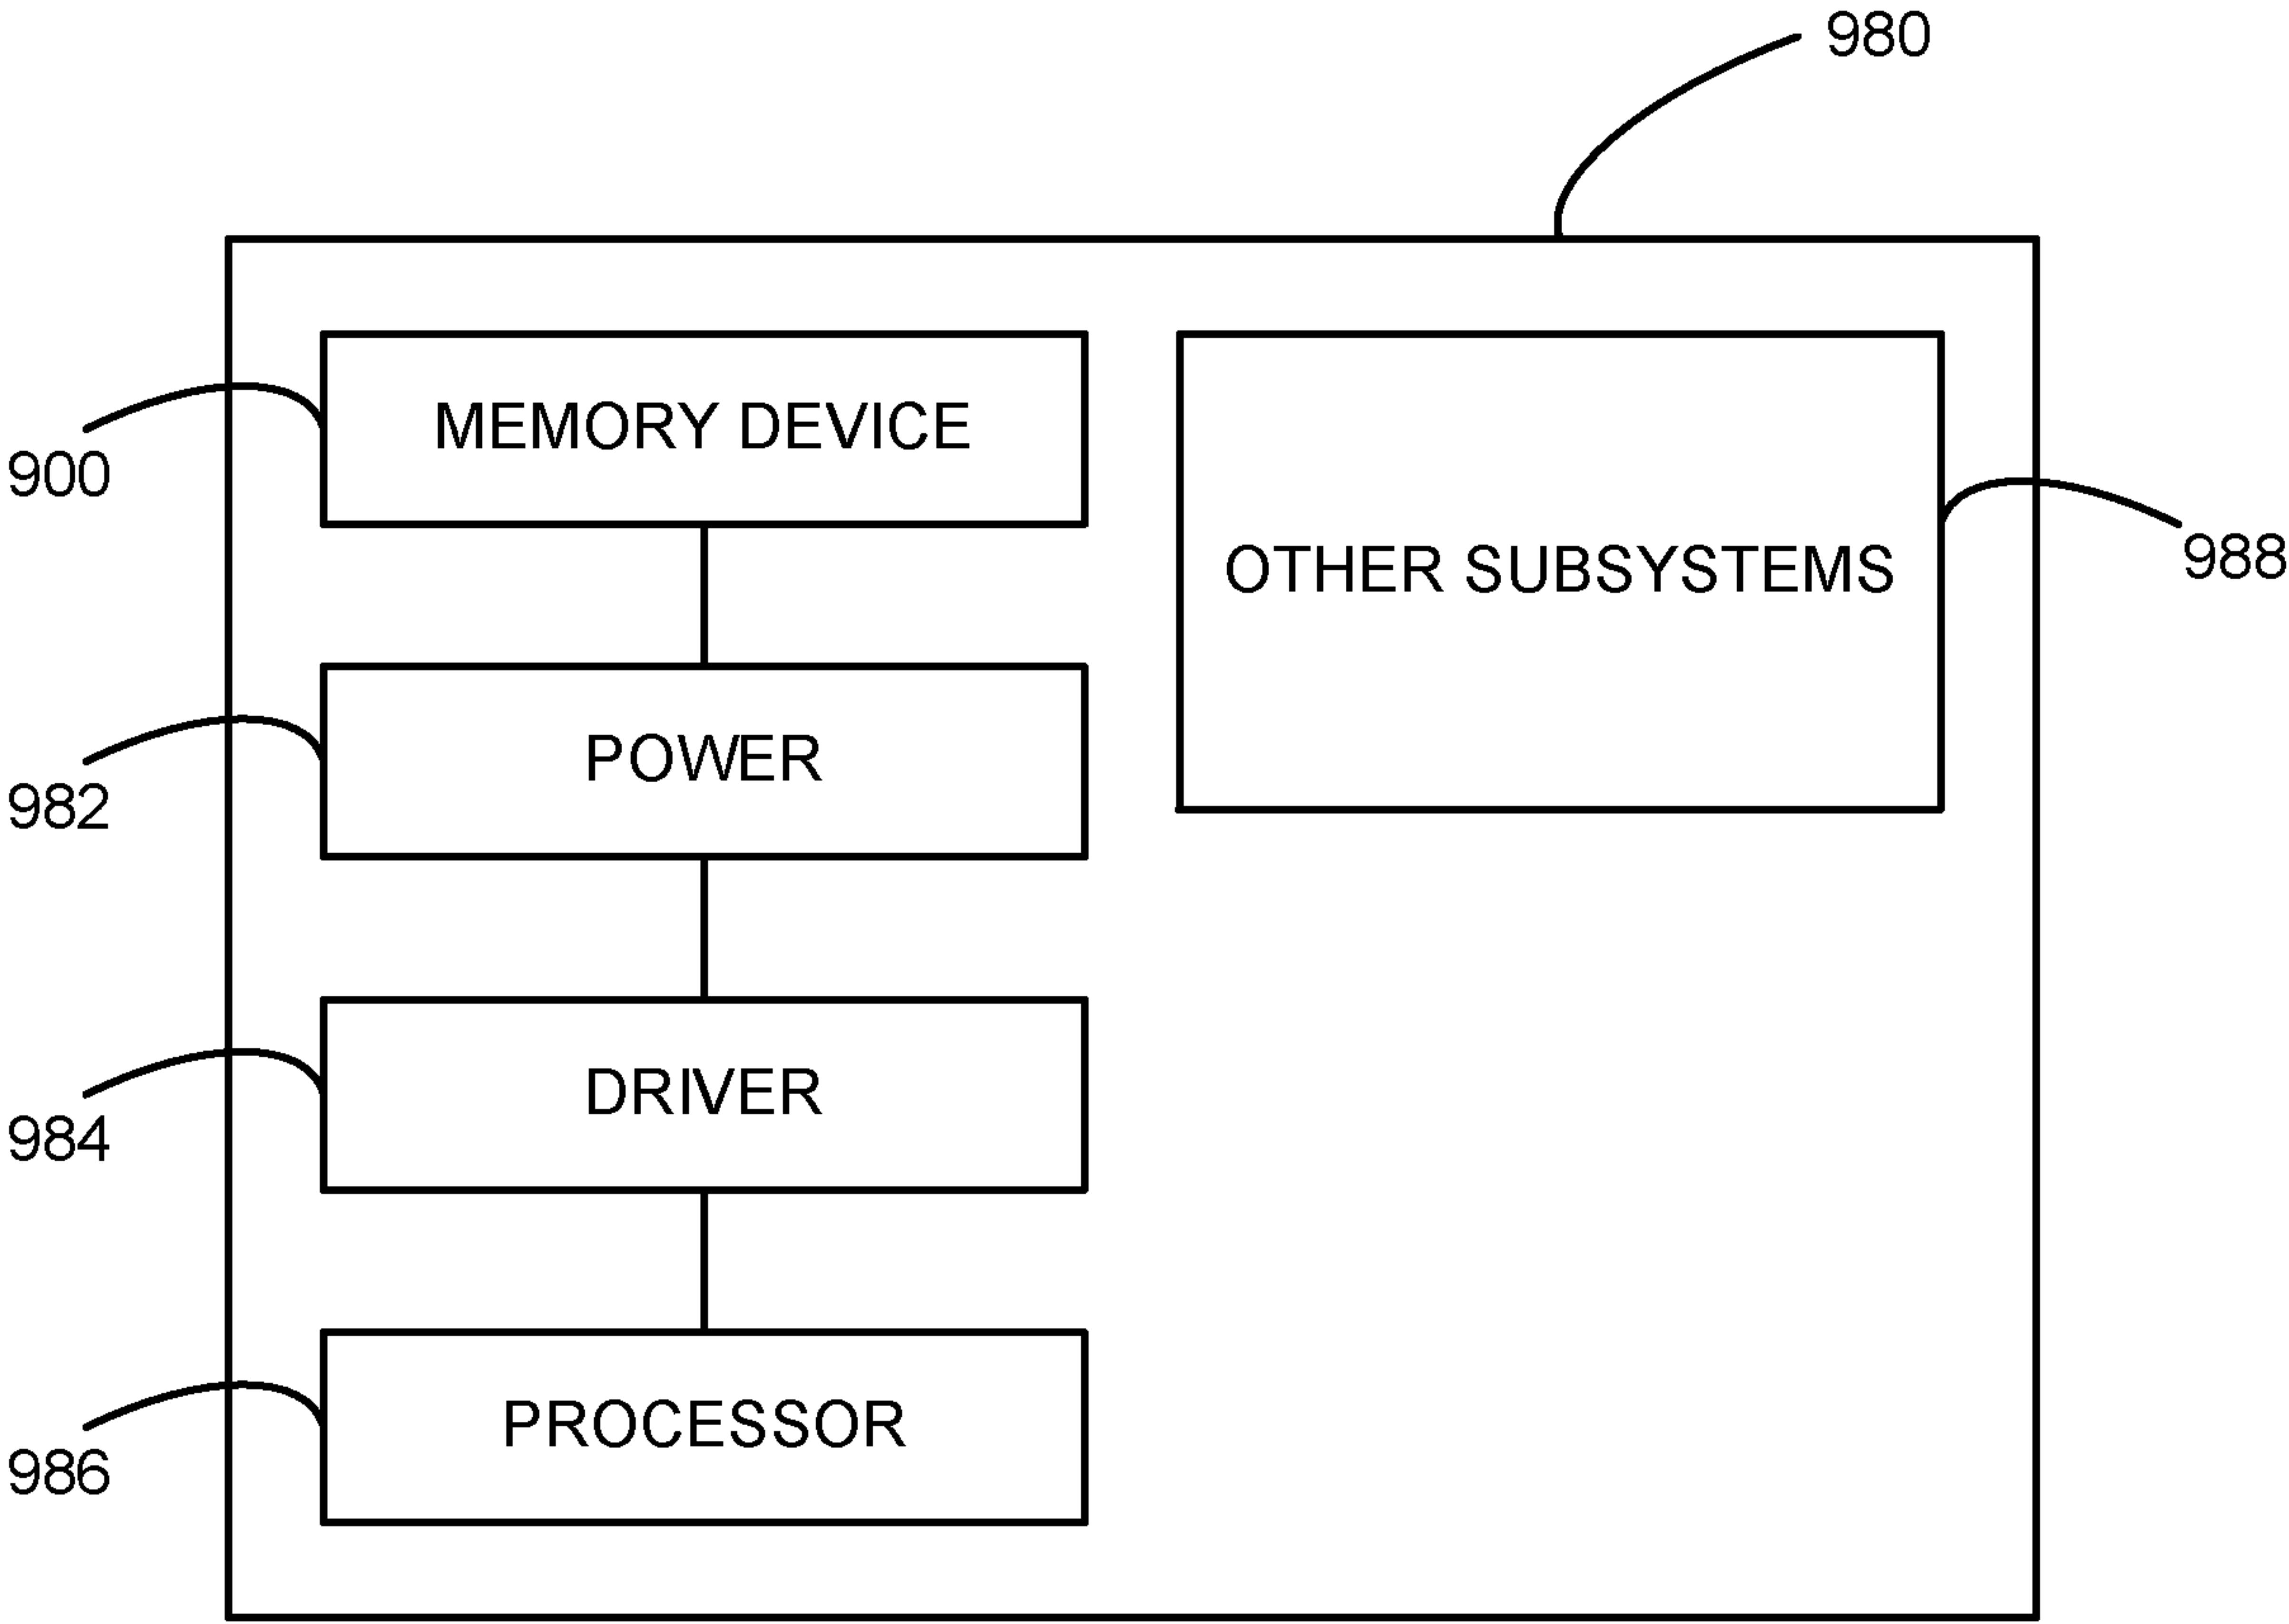 980
MEMORY DEVICE
900
OTHER SUBSYSTEMS
988
POWER
982
DRIVER
984
PROCESSOR
986